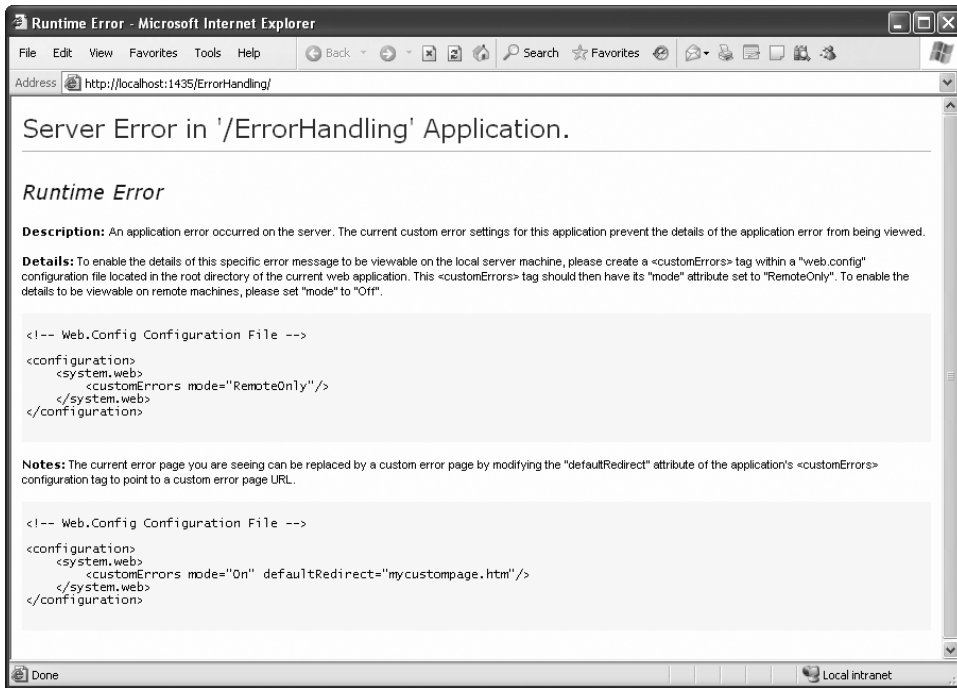 Runtime Error - Microsoft Internet Explorer
File Edit View Favorites Tools Help Back Search Favorites
Address http://localhost:1435/ErrorHandling/
Server Error in '/ErrorHandling' Application.
Runtime Error
Description: An application error occurred on the server. The current custom error settings for this application prevent the details of the application error from being viewed.
Details: To enable the details of this specific error message to be viewable on the local server machine, please create a <customErrors> tag within a "web.config"
configuration file located in the root directory of the current web application. This <customErrors> tag should then have its "mode" attribute set to "RemoteOnly". To enable the
details to be viewable on remote machines, please set "mode" to "Off".
<!-- Web.Config Configuration File -->
<configuration>
    <system.web>
        <customErrors mode="RemoteOnly"/>
    </system.web>
</configuration>
Notes: The current error page you are seeing can be replaced by a custom error page by modifying the "defaultRedirect" attribute of the application's <customErrors>
configuration tag to point to a custom error page URL.
<!-- Web.Config Configuration File -->
<configuration>
    <system.web>
        <customErrors mode="On" defaultRedirect="mycustompage.htm"/>
    </system.web>
</configuration>
Done Local intranet